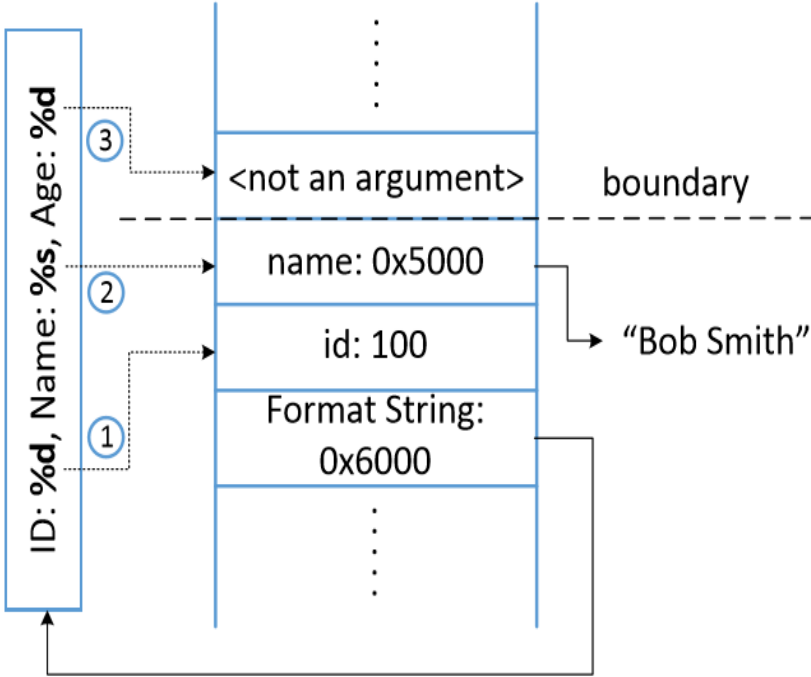 ID: %d, Name: %s, Age: %d
3
<not an argument>
boundary
2
name: 0x5000
id: 100
“Bob Smith”
1
Format String:
0x6000